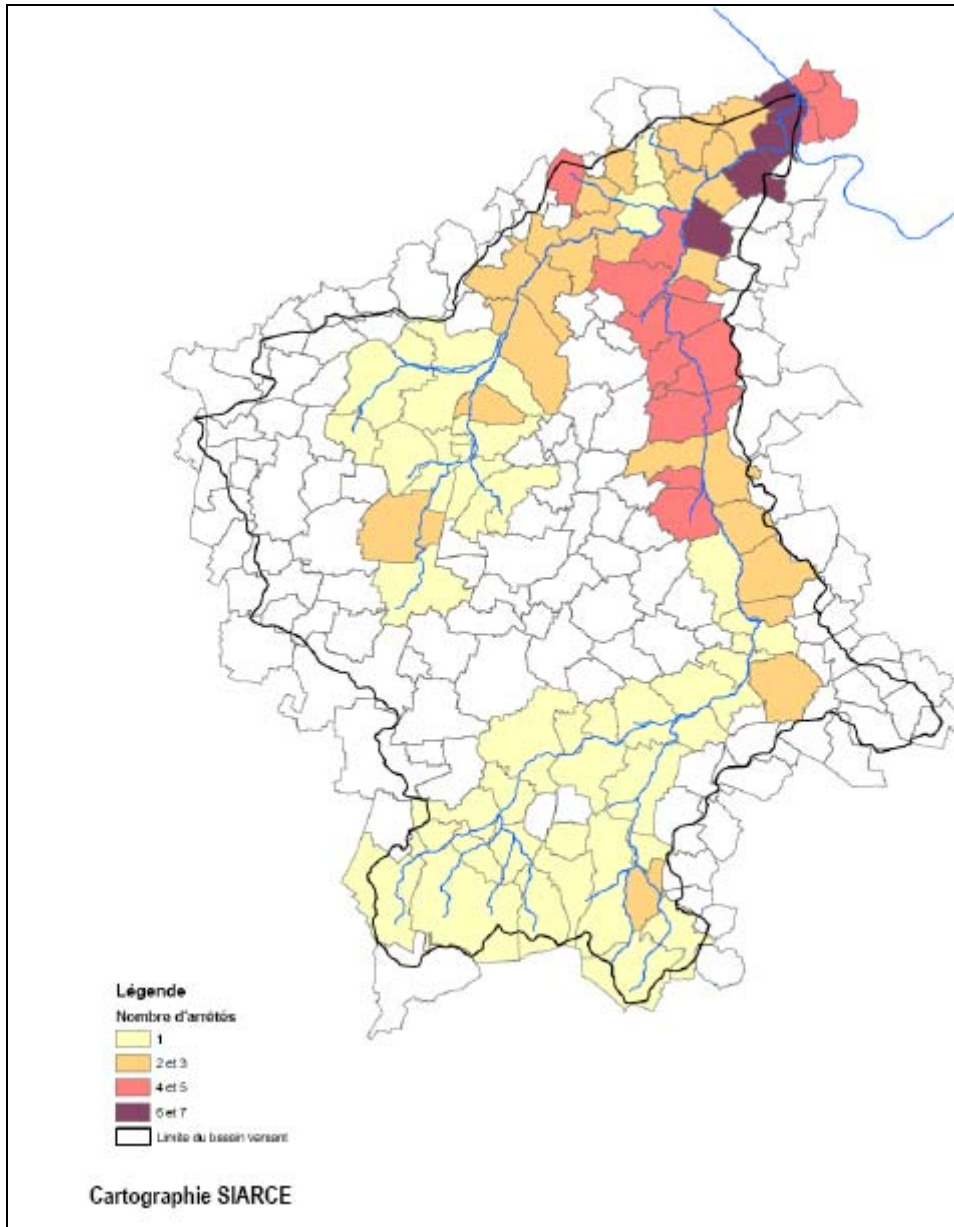 Légende
Nombre d'arrêtés
1
2 et 3
4 et 5
6 et 7
Limite du bassin versant
Cartographie SIARCE